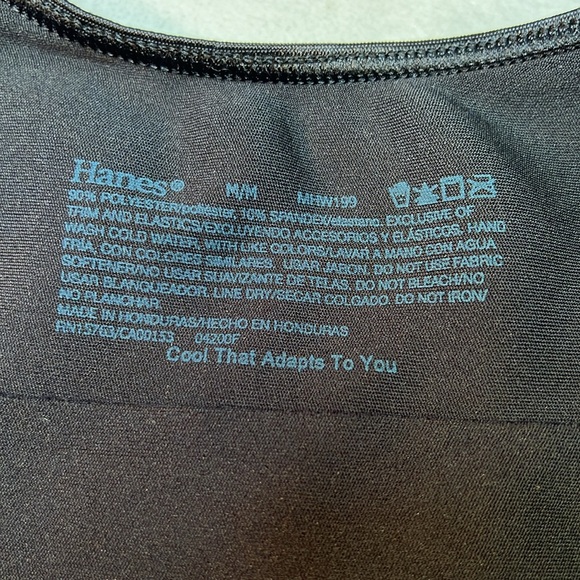 Hanes® M/M MHW199
90% POLYESTER/poliéster, 10% SPANDEX/elastano. EXCLUSIVE OF
TRIM AND ELASTICS/EXCLUYENDO ACCESORIOS Y ELÁSTICOS. HAND
WASH COLD WATER, WITH LIKE COLORS/LAVAR A MANO CON AGUA
FRÍA, CON COLORES SIMILARES. USAR JABON. DO NOT USE FABRIC
SOFTENER/NO USAR SUAVIZANTE DE TELAS. DO NOT BLEACH/NO
USAR BLANQUEADOR. LINE DRY/SECAR COLGADO. DO NOT IRON/
NO PLANCHAR.
MADE IN HONDURAS/HECHO EN HONDURAS
RN15763/CA00153 04200F
Cool That Adapts To You